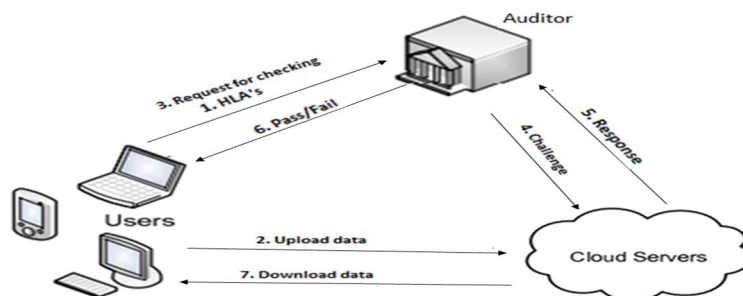 Auditor
3. Request for checking
1. HLA's
6. Pass/Fail
4. Challenge
5. Response
Users
2. Upload data
Cloud Servers
7. Download data